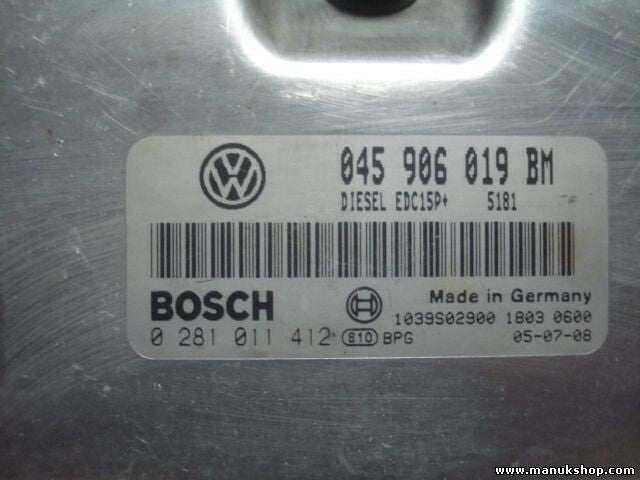 045 906 019 BM
DIESEL EDC15P+ 5181
BOSCH
Made in Germany
0 281 011 412 810 BPG
1039S02900 1803 0600
05-07-08
www.manukshop.com